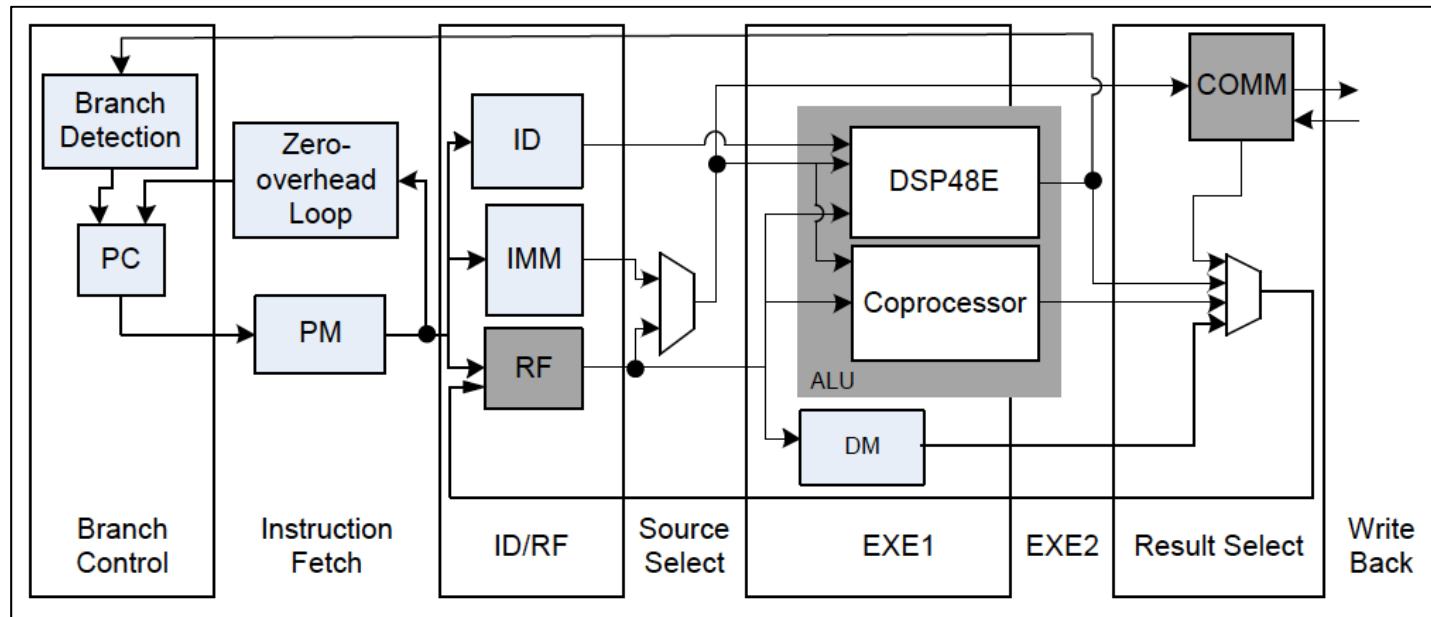 Branch
Detection
Zero-
overhead
Loop
PC
PM
ID
IMM
RF
DSP48E
Coprocessor
ALU
DM
COMM
Branch
Control
Instruction
Fetch
ID/RF
Source
Select
EXE1
EXE2
Result Select
Write
Back